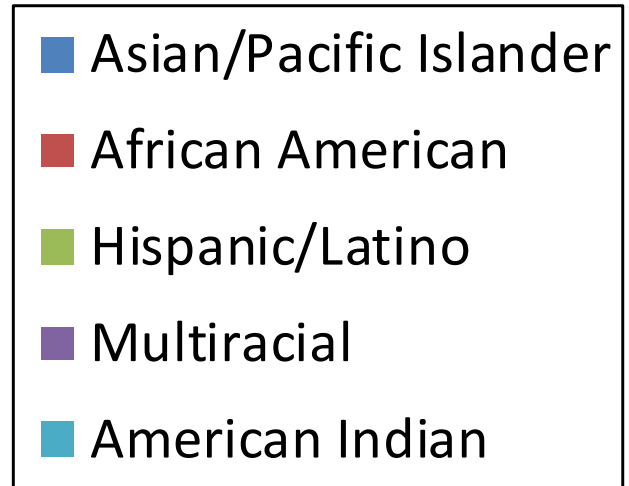 Asian/Pacific Islander
African American
Hispanic/Latino
Multiracial
American Indian